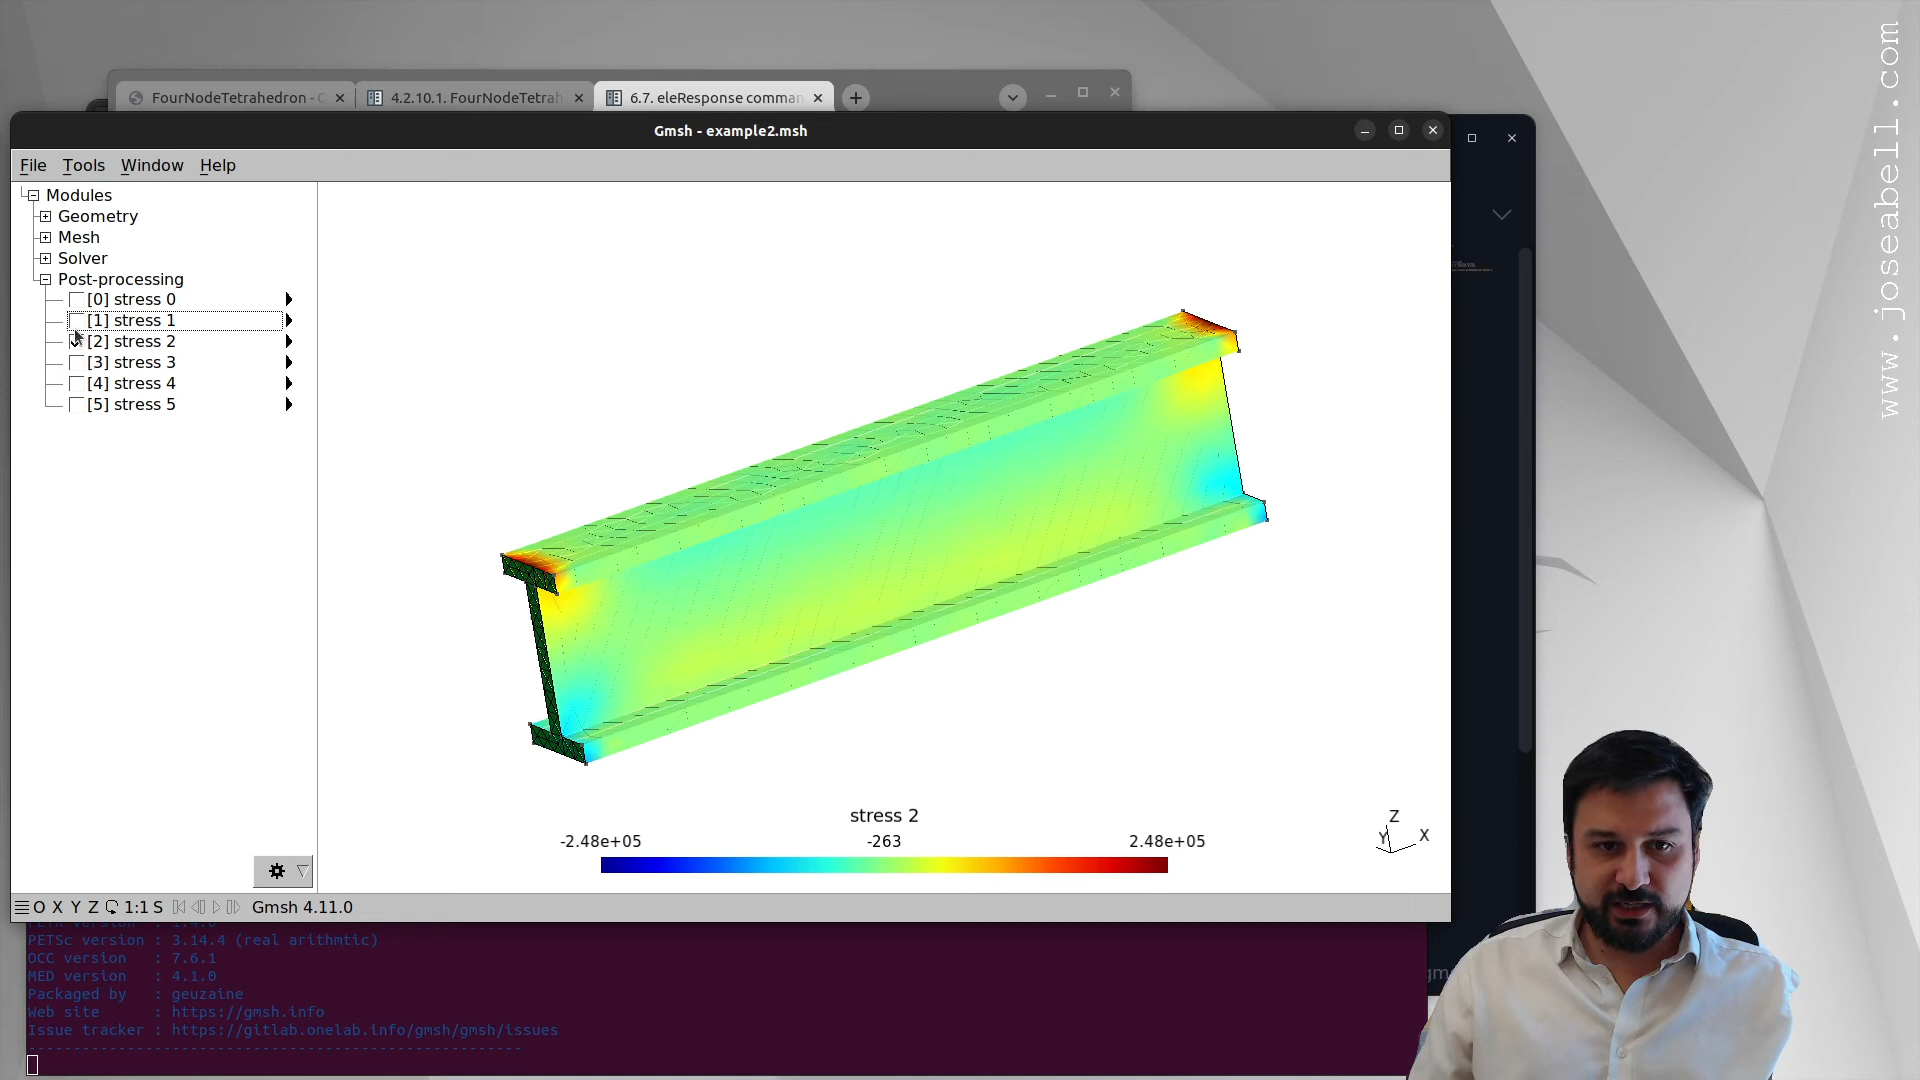 FourNodeTetrahedron - O
4.2.10.1. FourNodeTetrah
6.7. eleResponse comman
Gmsh - example2.msh
File Tools Window Help
Modules
Geometry
Mesh
Solver
Post-processing
[0] stress 0
[1] stress 1
[2] stress 2
[3] stress 3
[4] stress 4
[5] stress 5
stress 2
-2.48e+05 -263 2.48e+05
Z
Y
X
O X Y Z 1:1 S Gmsh 4.11.0
PETSc version : 3.14.4 (real arithmtic)
OCC version : 7.6.1
MED version : 4.1.0
Packaged by : geuzaine
Web site : https://gmsh.info
Issue tracker : https://gitlab.onelab.info/gmsh/gmsh/issues
www.joseabell.com